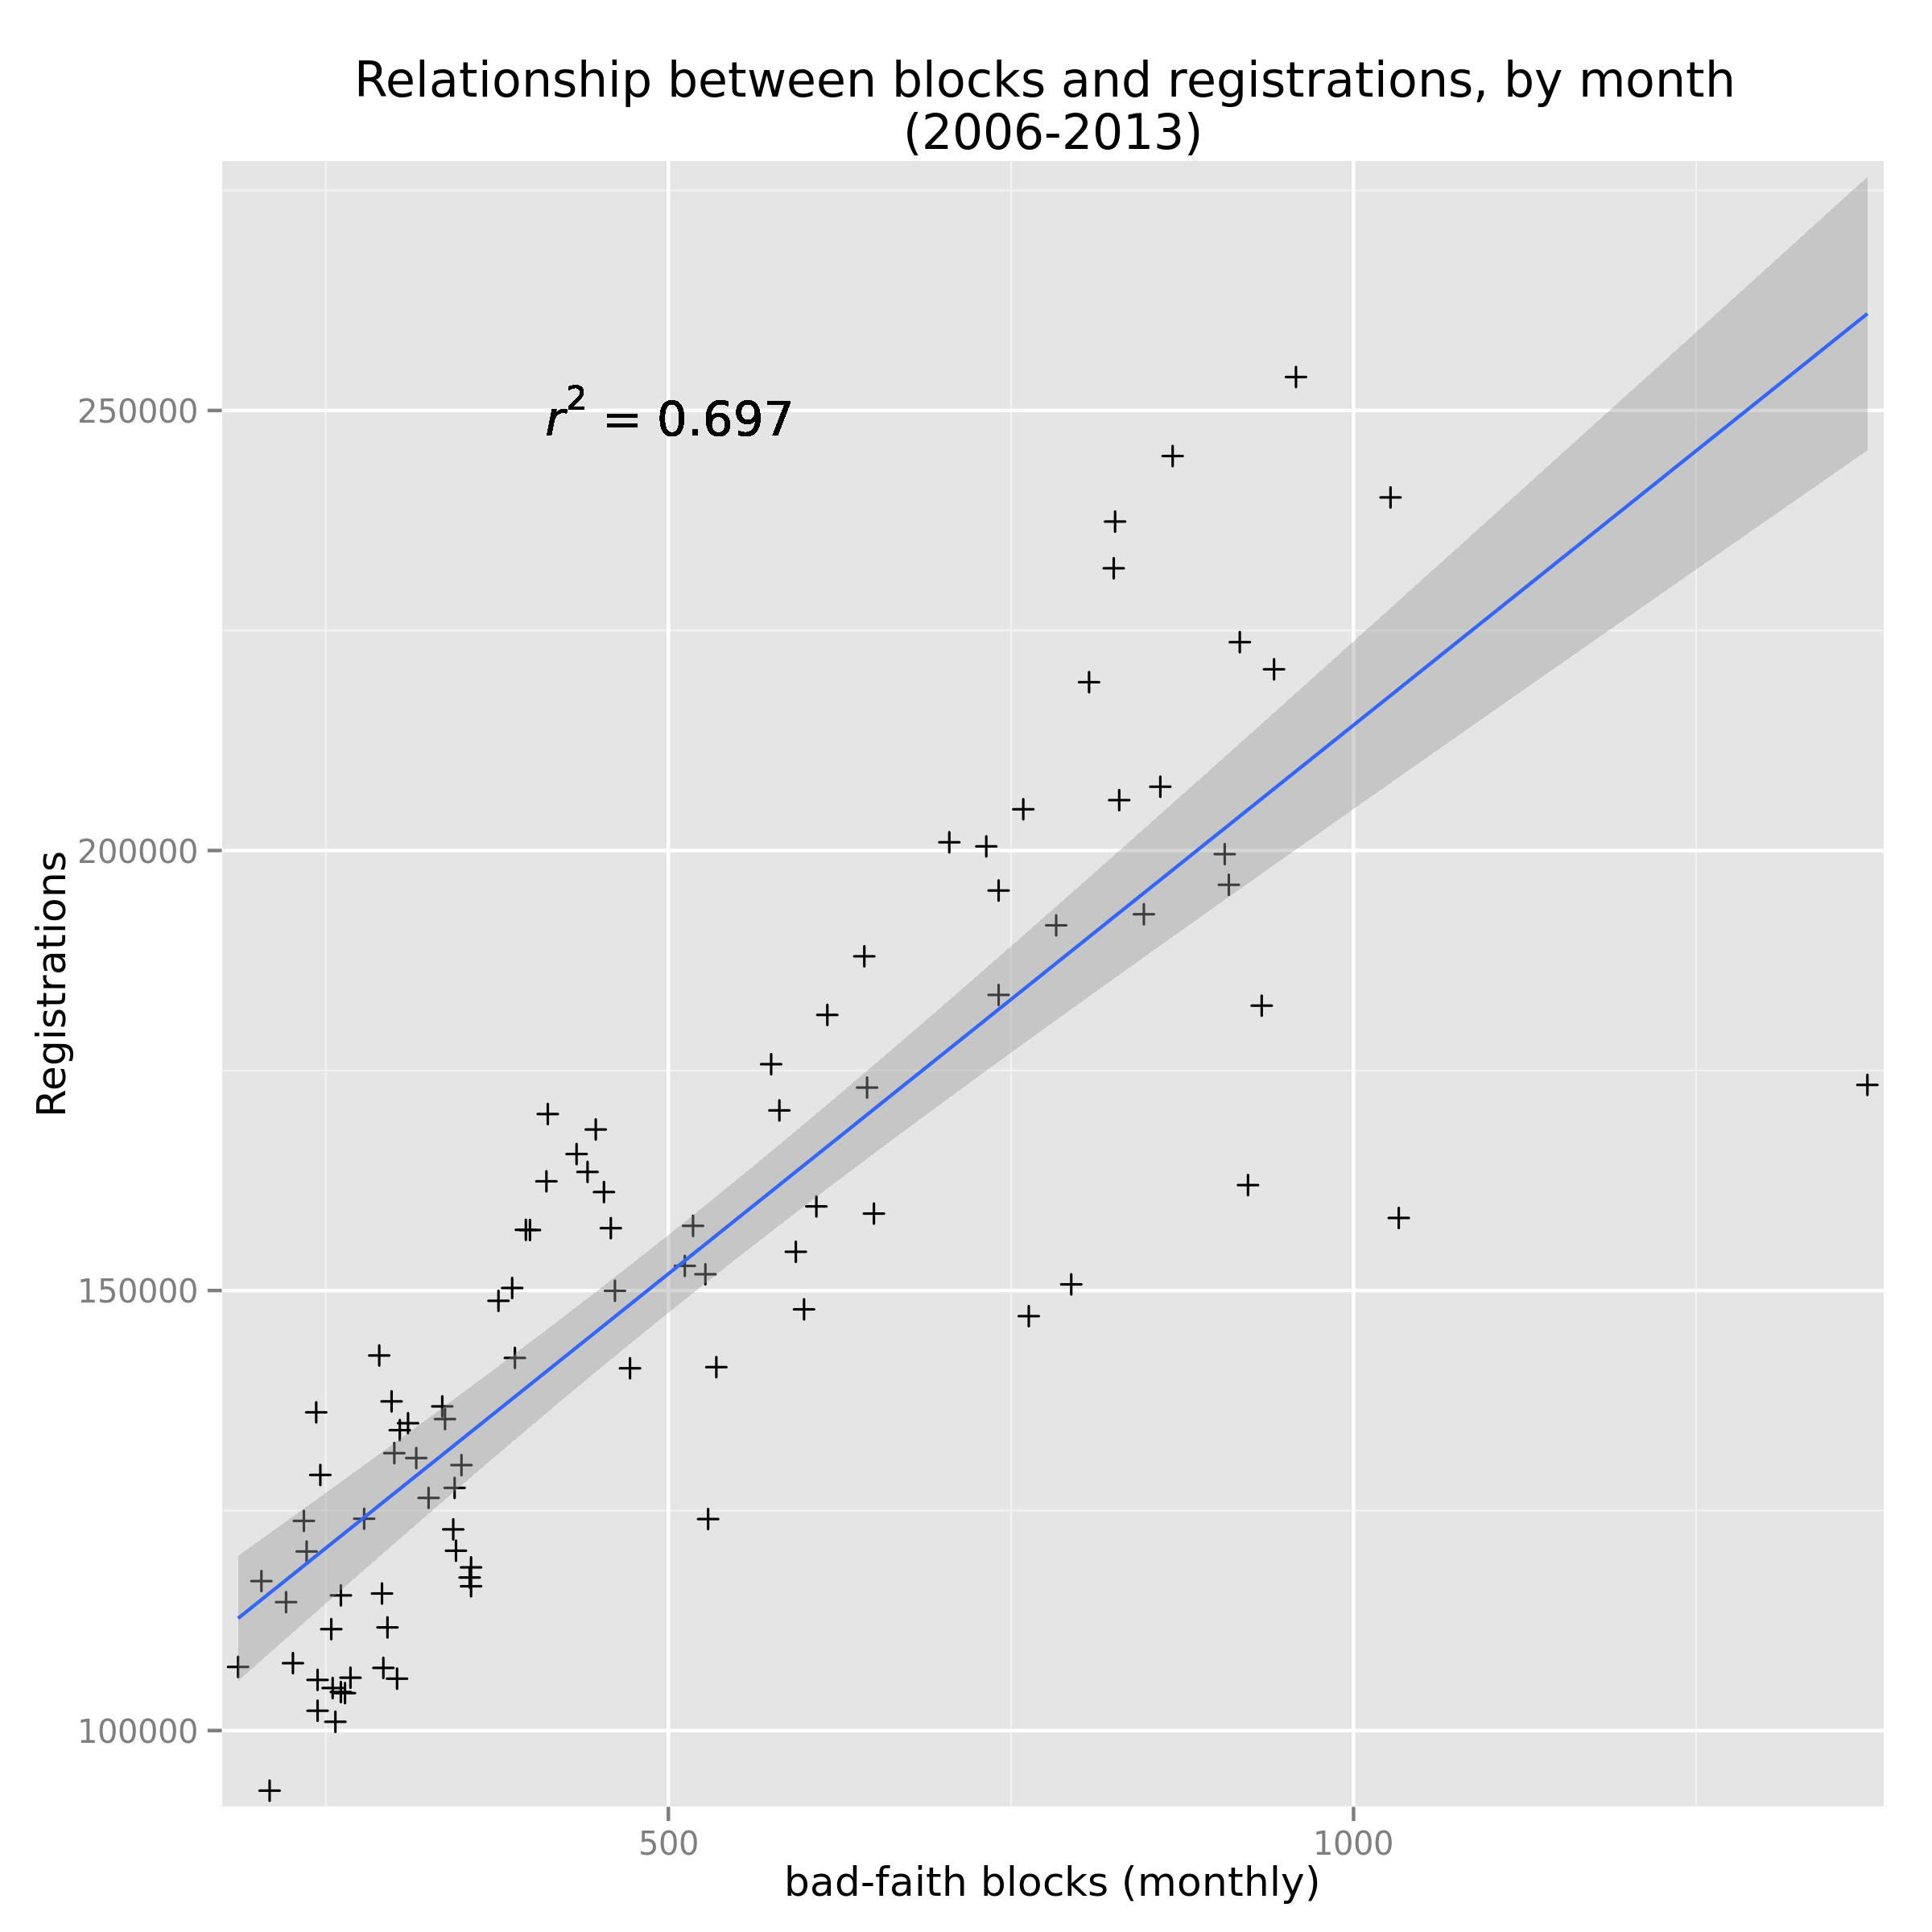 Relationship between blocks and registrations, by month
(2006-2013)
r² = 0.697
Registrations
250000
200000
150000
100000
500 1000
bad-faith blocks (monthly)